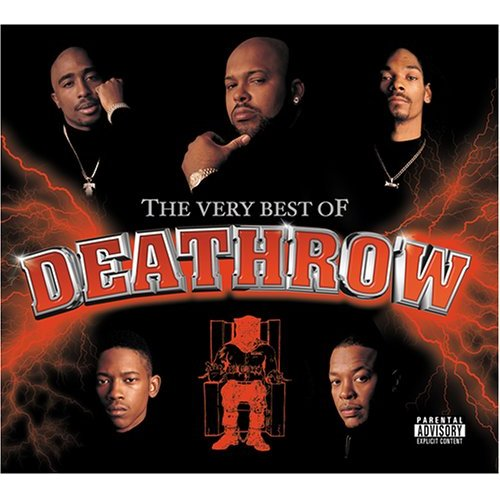 THE VERY BEST OF
DEATHROW
PARENTAL
ADVISORY
EXPLICIT CONTENT